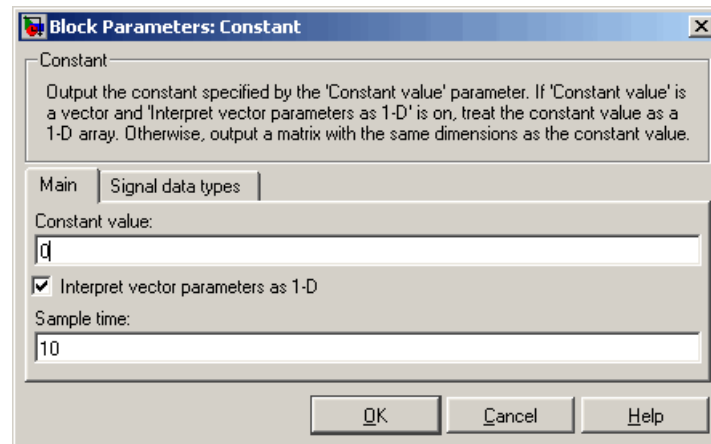 Block Parameters: Constant
Constant
Output the constant specified by the 'Constant value' parameter. If 'Constant value' is
a vector and 'Interpret vector parameters as 1-D' is on, treat the constant value as a
1-D array. Otherwise, output a matrix with the same dimensions as the constant value.
Main Signal data types
Constant value:
0
Interpret vector parameters as 1-D
Sample time:
10
OK Cancel Help